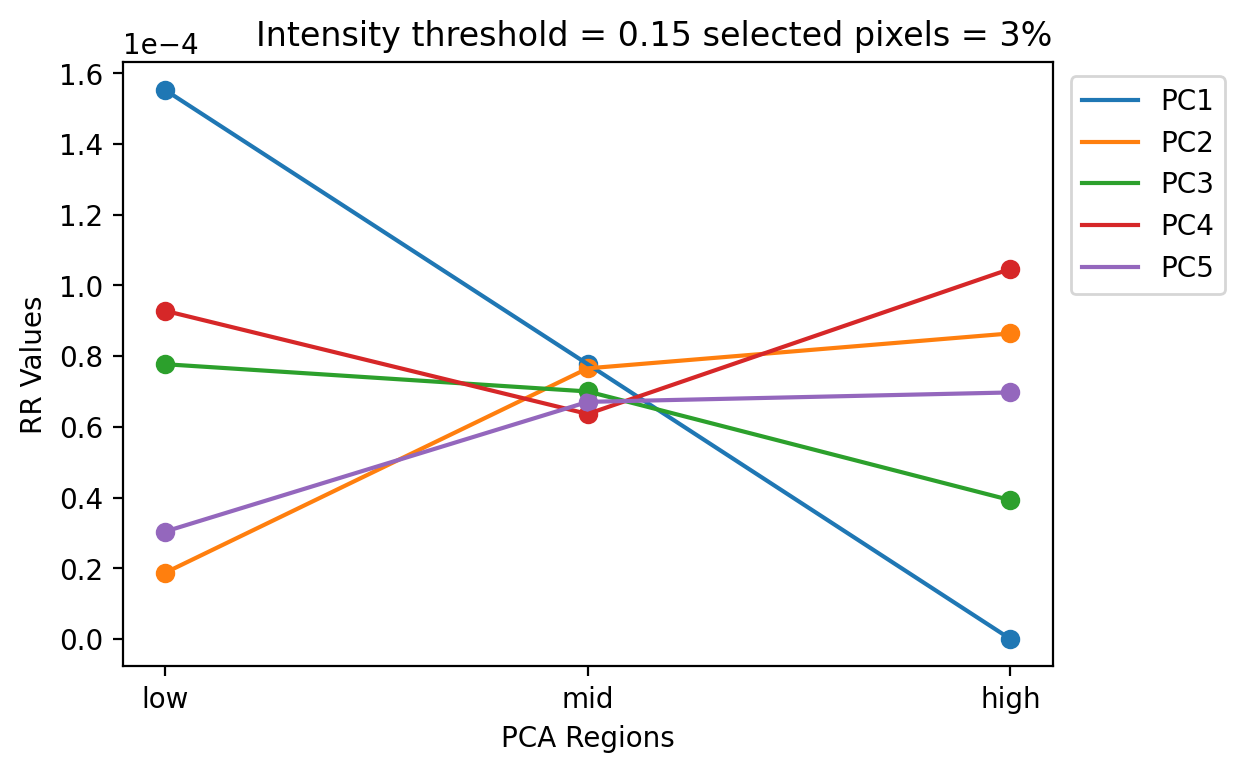 Intensity threshold = 0.15 selected pixels = 3%
1e−4
1.6
1.4
1.2
1.0
0.8
0.6
0.4
0.2
0.0
RR Values
low
mid
high
PCA Regions
PC1
PC2
PC3
PC4
PC5